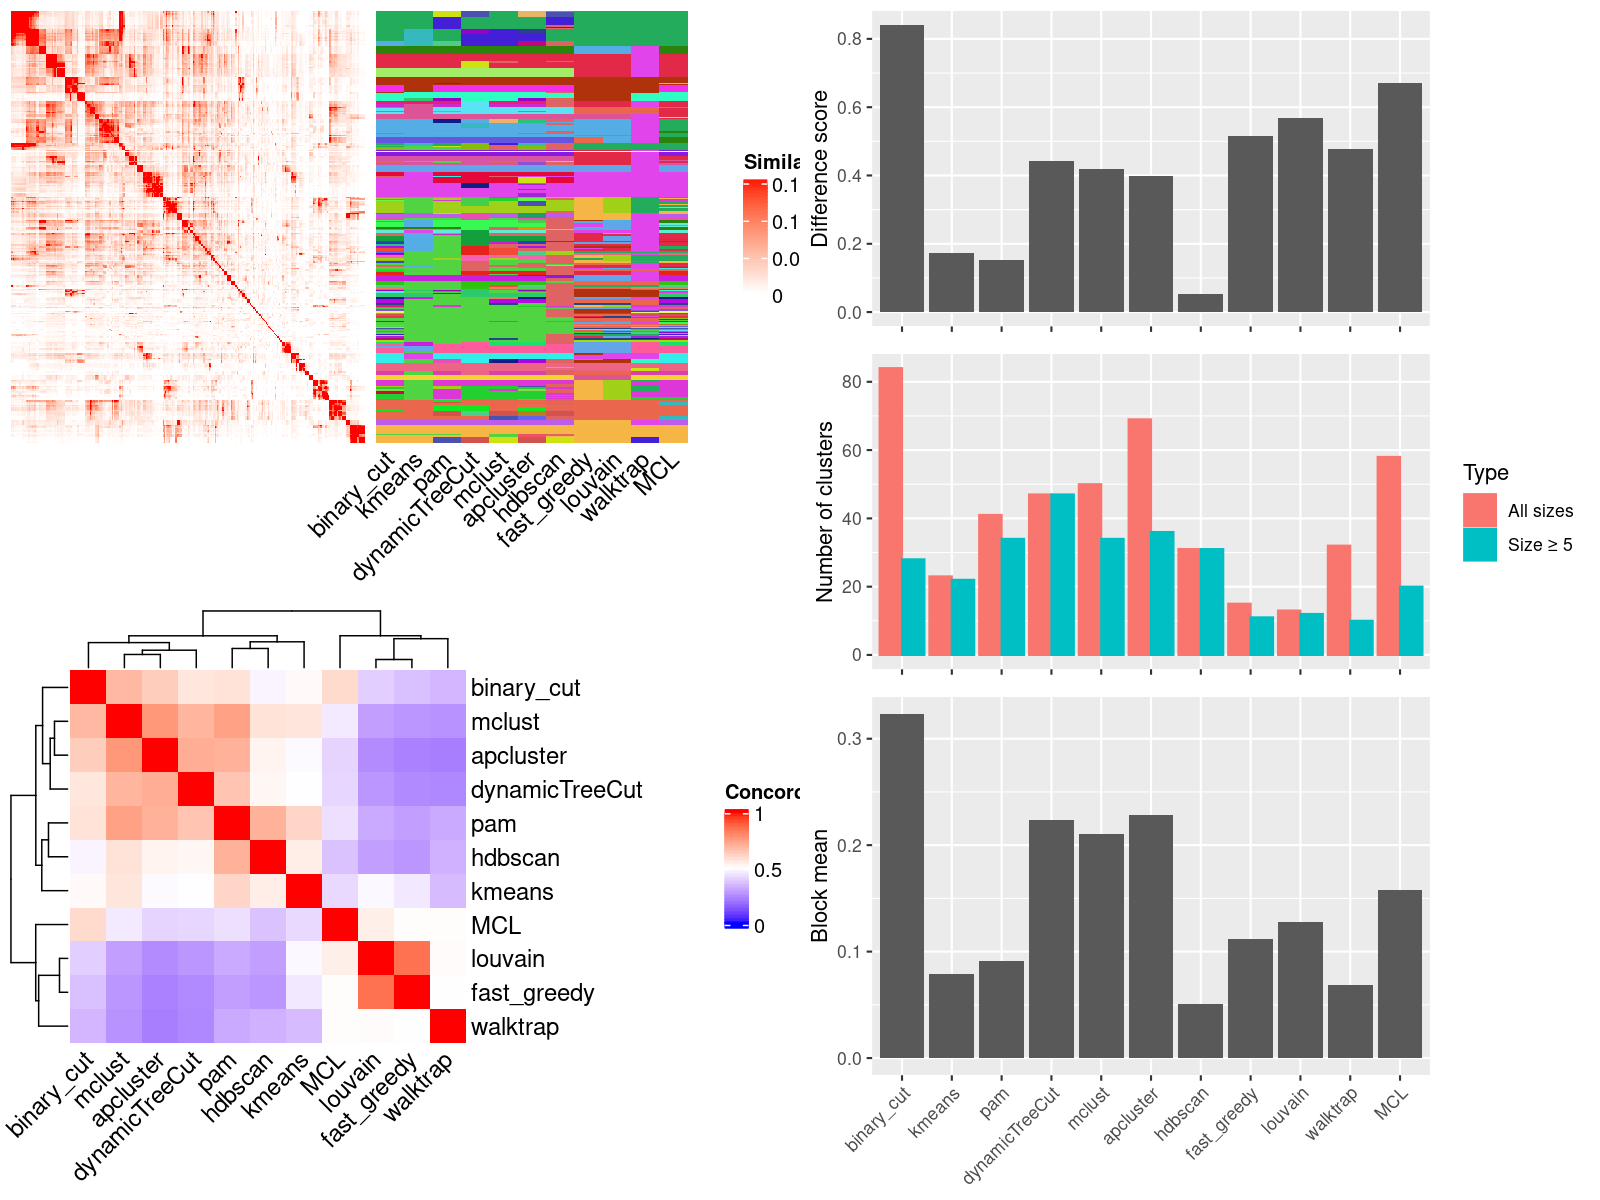 Simila
0.1
0.1
0.0
0
binary_cut
kmeans
pam
dynamicTreeCut
mclust
apcluster
hdbscan
fast_greedy
louvain
walktrap
MCL
binary_cut
mclust
apcluster
dynamicTreeCut
pam
hdbscan
kmeans
MCL
louvain
fast_greedy
walktrap
Concord
1
0.5
0
binary_cut
mclust
apcluster
dynamicTreeCut
pam
hdbscan
kmeans
MCL
louvain
fast_greedy
walktrap
Difference score
0.8
0.6
0.4
0.2
0.0
Number of clusters
80
60
40
20
0
Type
All sizes
Size ≥ 5
Block mean
0.3
0.2
0.1
0.0
binary_cut
kmeans
pam
dynamicTreeCut
mclust
apcluster
hdbscan
fast_greedy
louvain
walktrap
MCL